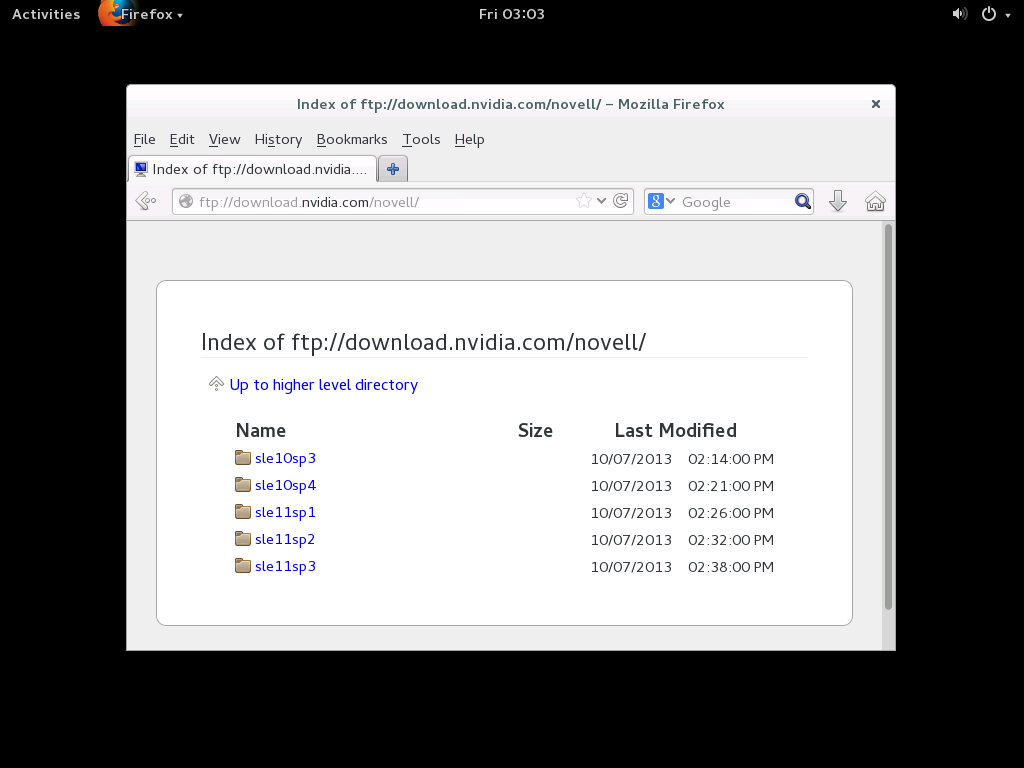 Activities Firefox Fri 03:03
Index of ftp://download.nvidia.com/novell/ – Mozilla Firefox
File Edit View History Bookmarks Tools Help
Index of ftp://download.nvidia....
ftp://download.nvidia.com/novell/ 8 Google
Index of ftp://download.nvidia.com/novell/
Up to higher level directory
Name Size Last Modified
sle10sp3 10/07/2013 02:14:00 PM
sle10sp4 10/07/2013 02:21:00 PM
sle11sp1 10/07/2013 02:26:00 PM
sle11sp2 10/07/2013 02:32:00 PM
sle11sp3 10/07/2013 02:38:00 PM